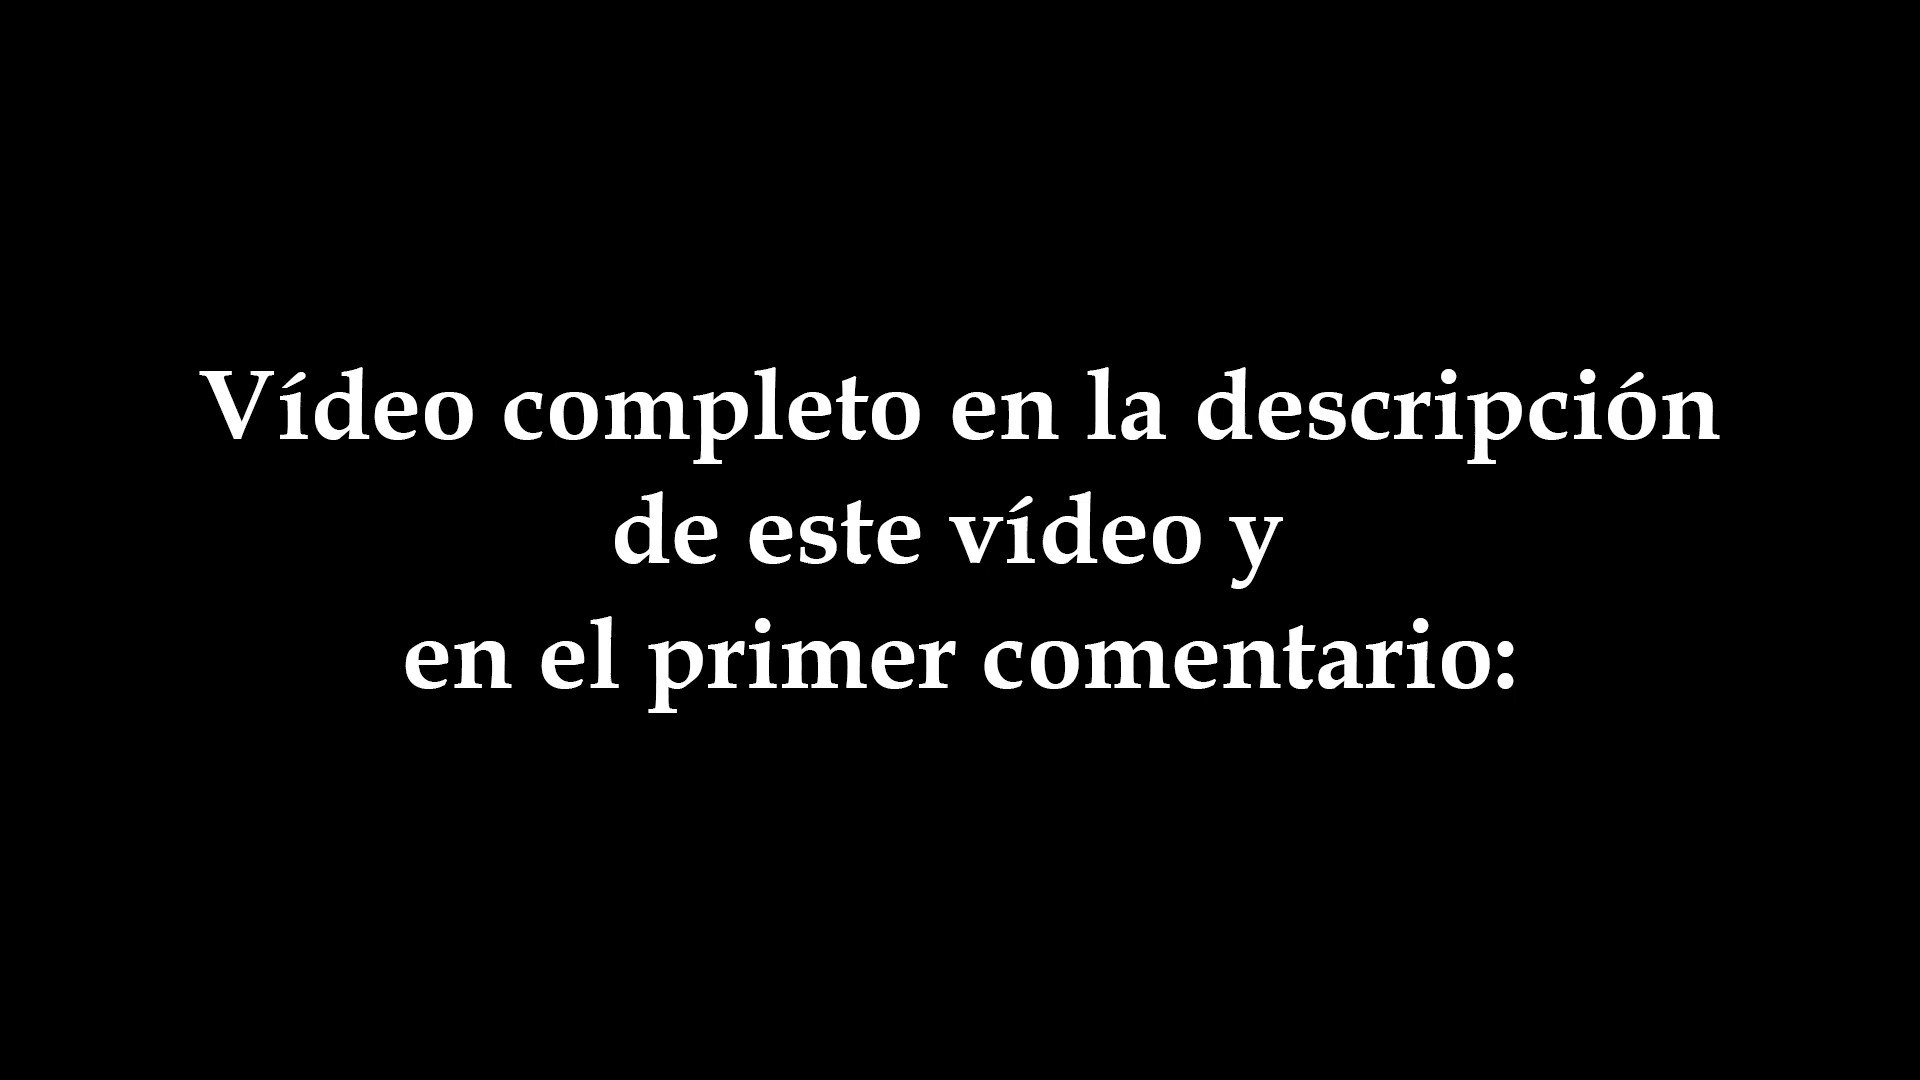 Vídeo completo en la descripción
de este vídeo y
en el primer comentario: